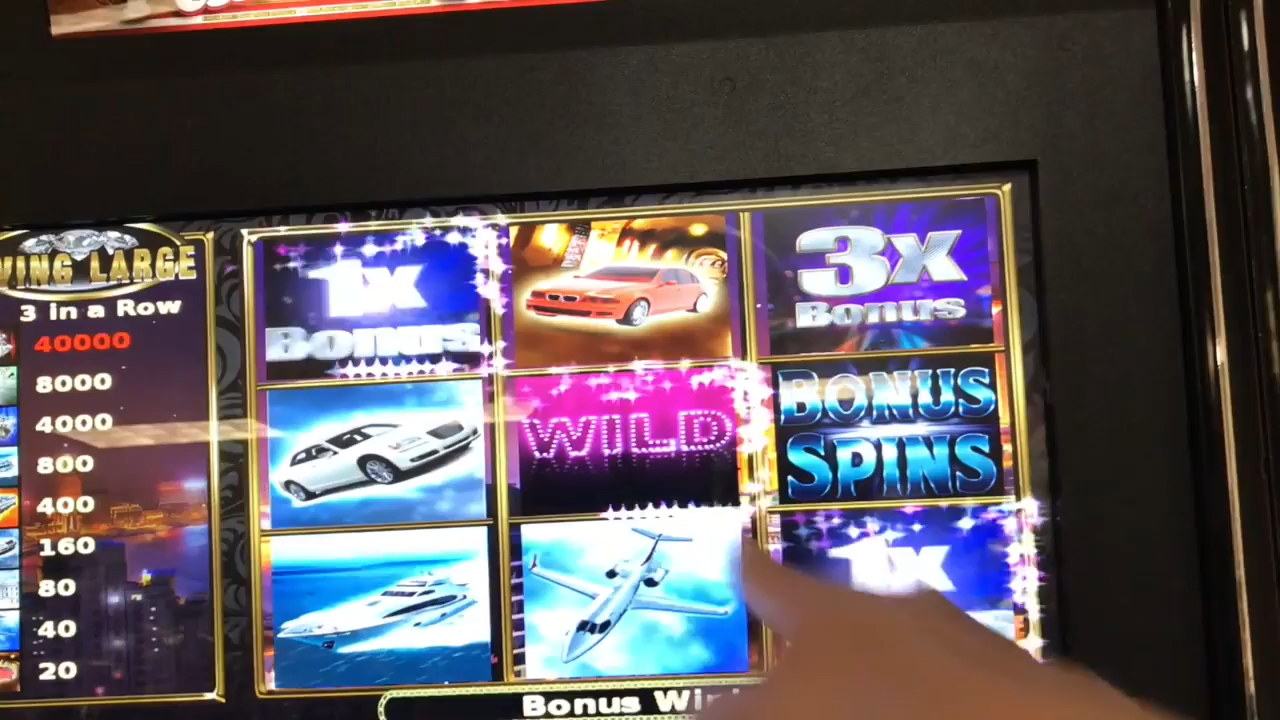 VING LARGE
3 in a Row
40000
8000
4000
800
400
160
80
40
20
1x
Bonus
3x
Bonus
WILD
BONUS
SPINS
1x
Bonus